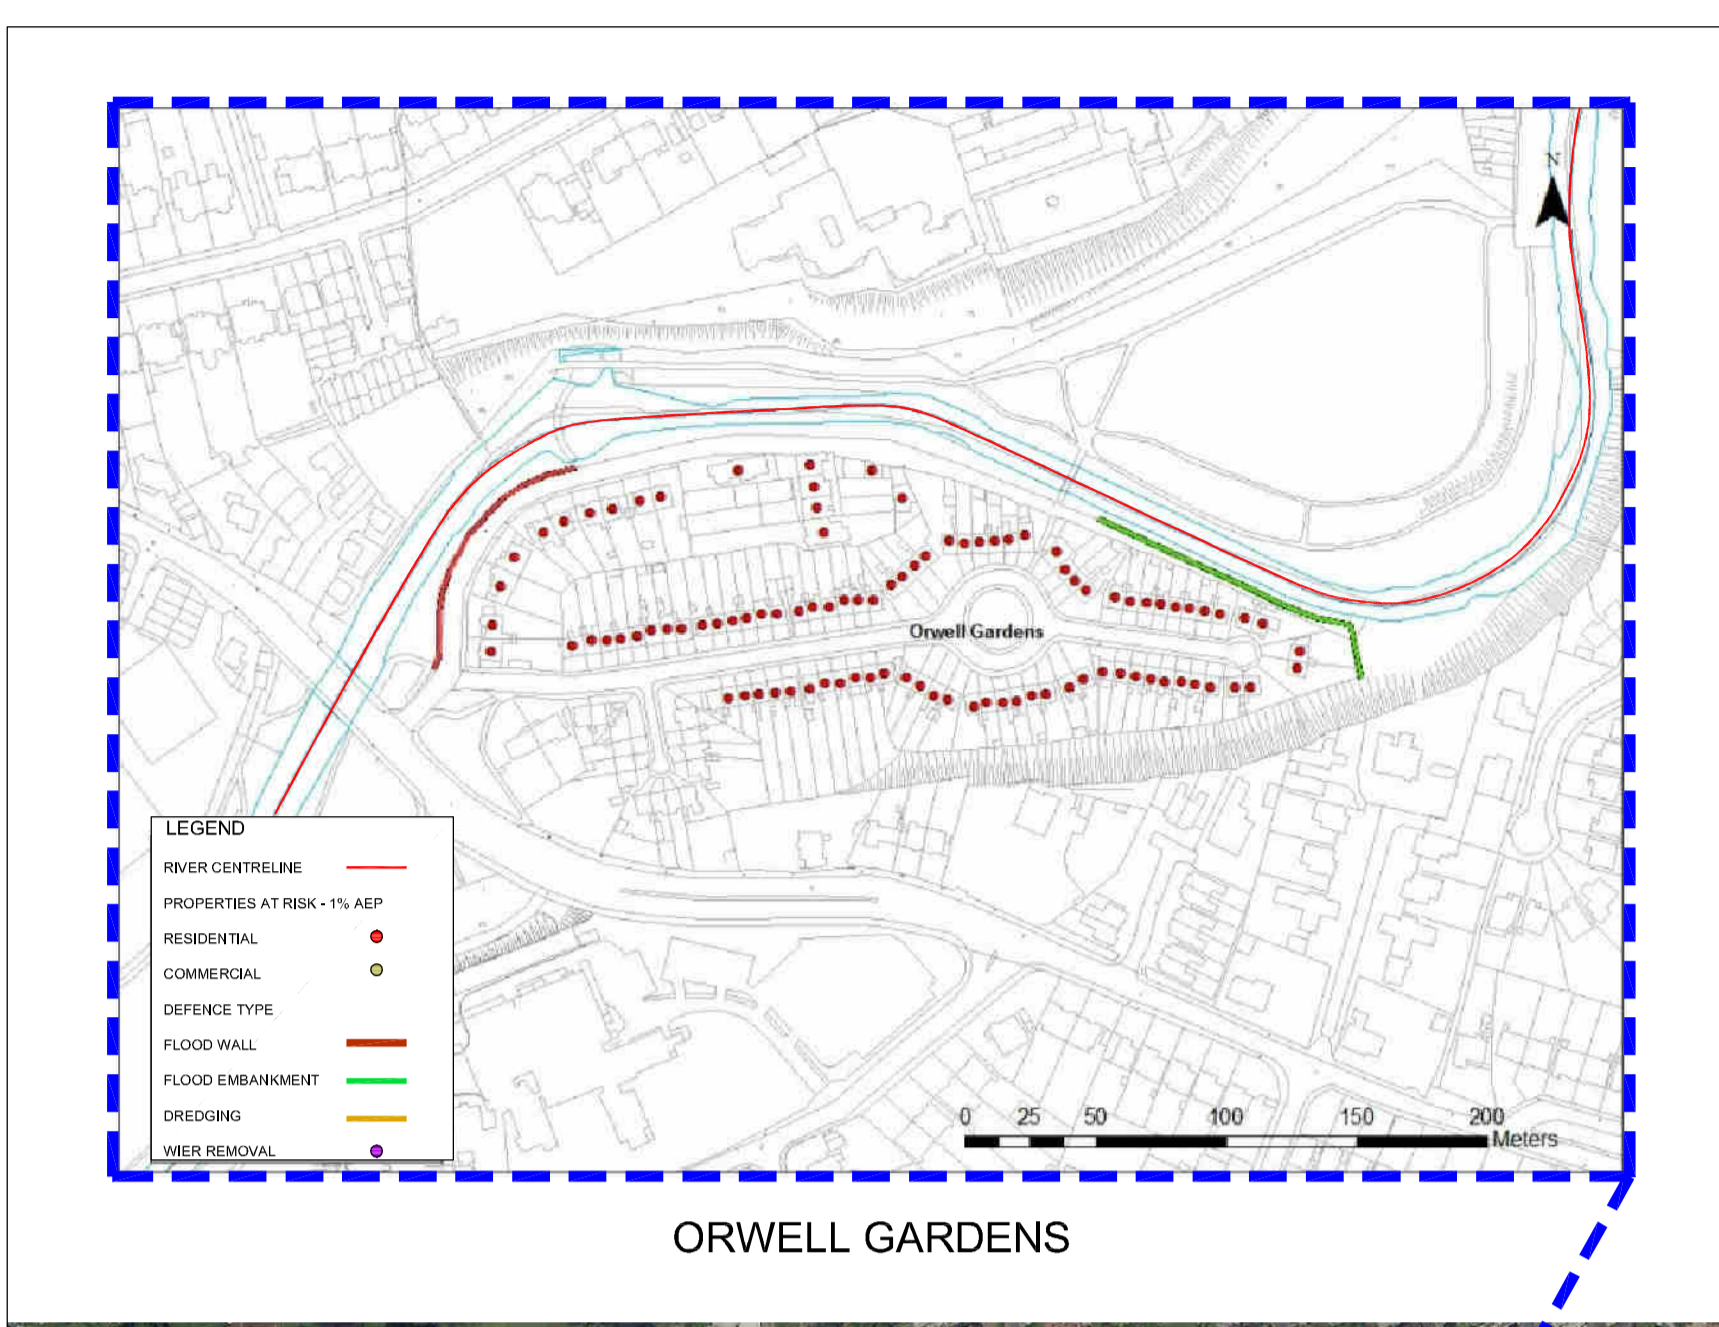 N
Orwell Gardens
LEGEND
RIVER CENTRELINE
PROPERTIES AT RISK - 1% AEP
RESIDENTIAL
COMMERCIAL
DEFENCE TYPE
FLOOD WALL
FLOOD EMBANKMENT
DREDGING
WIER REMOVAL
0 25 50 100 150 200
Meters
ORWELL GARDENS